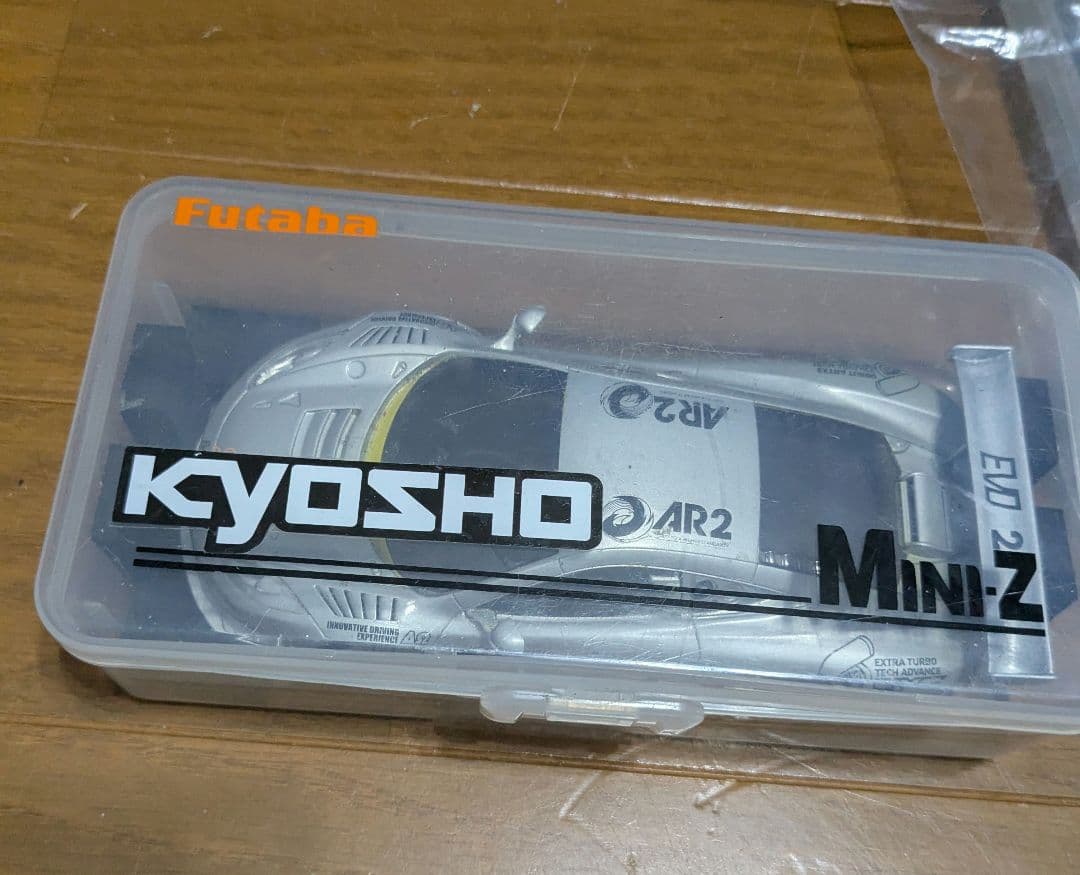 Futaba
AR2
KYOSHO
AR2
EVO 2
MINI-Z
INNOVATIVE DRIVING
EXPERIENCE
EXTRA TURBO
TECH ADVANCE